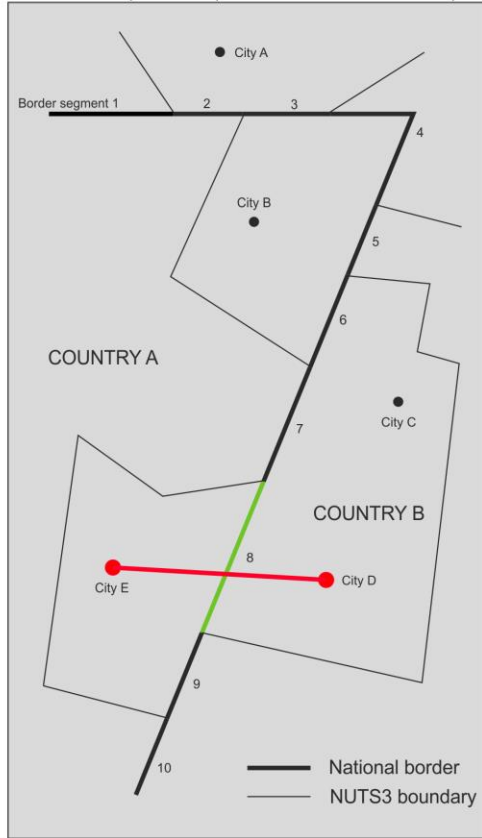 City A
Border segment 1
2
3
4
City B
5
6
COUNTRY A
City C
7
COUNTRY B
8
City E
City D
9
10
National border
NUTS3 boundary